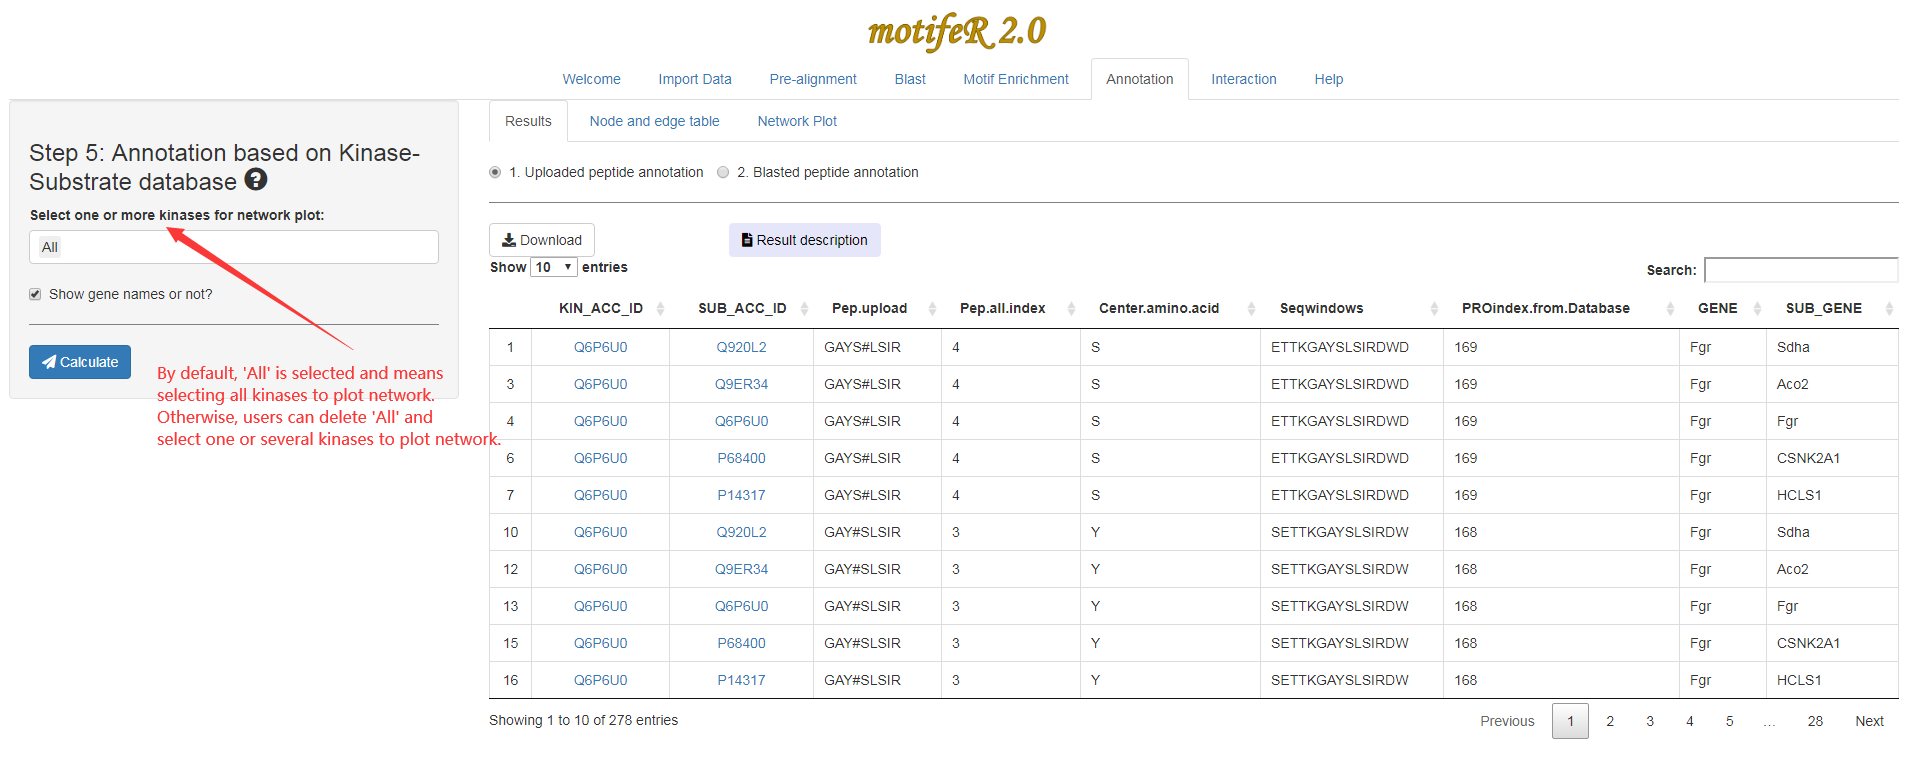 motifeR 2.0
Welcome Import Data Pre-alignment Blast Motif Enrichment Annotation Interaction Help
Step 5: Annotation based on Kinase-
Substrate database ?
Select one or more kinases for network plot:
All
Show gene names or not?
Calculate
By default, 'All' is selected and means
selecting all kinases to plot network.
Otherwise, users can delete 'All' and
select one or several kinases to plot network.
Results Node and edge table Network Plot
1. Uploaded peptide annotation 2. Blasted peptide annotation
Download Result description
Show 10 entries
Search:
KIN_ACC_ID SUB_ACC_ID Pep.upload Pep.all.index Center.amino.acid Seqwindows PROindex.from.Database GENE SUB_GENE
1 Q6P6U0 Q920L2 GAYS#LSIR 4 S ETTKGAYSLSIRDWD 169 Fgr Sdha
3 Q6P6U0 Q9ER34 GAYS#LSIR 4 S ETTKGAYSLSIRDWD 169 Fgr Aco2
4 Q6P6U0 Q6P6U0 GAYS#LSIR 4 S ETTKGAYSLSIRDWD 169 Fgr Fgr
6 Q6P6U0 P68400 GAYS#LSIR 4 S ETTKGAYSLSIRDWD 169 Fgr CSNK2A1
7 Q6P6U0 P14317 GAYS#LSIR 4 S ETTKGAYSLSIRDWD 169 Fgr HCLS1
10 Q6P6U0 Q920L2 GAY#SLSIR 3 Y SETTKGAYSLSIRDW 168 Fgr Sdha
12 Q6P6U0 Q9ER34 GAY#SLSIR 3 Y SETTKGAYSLSIRDW 168 Fgr Aco2
13 Q6P6U0 Q6P6U0 GAY#SLSIR 3 Y SETTKGAYSLSIRDW 168 Fgr Fgr
15 Q6P6U0 P68400 GAY#SLSIR 3 Y SETTKGAYSLSIRDW 168 Fgr CSNK2A1
16 Q6P6U0 P14317 GAY#SLSIR 3 Y SETTKGAYSLSIRDW 168 Fgr HCLS1
Showing 1 to 10 of 278 entries
Previous 1 2 3 4 5 … 28 Next